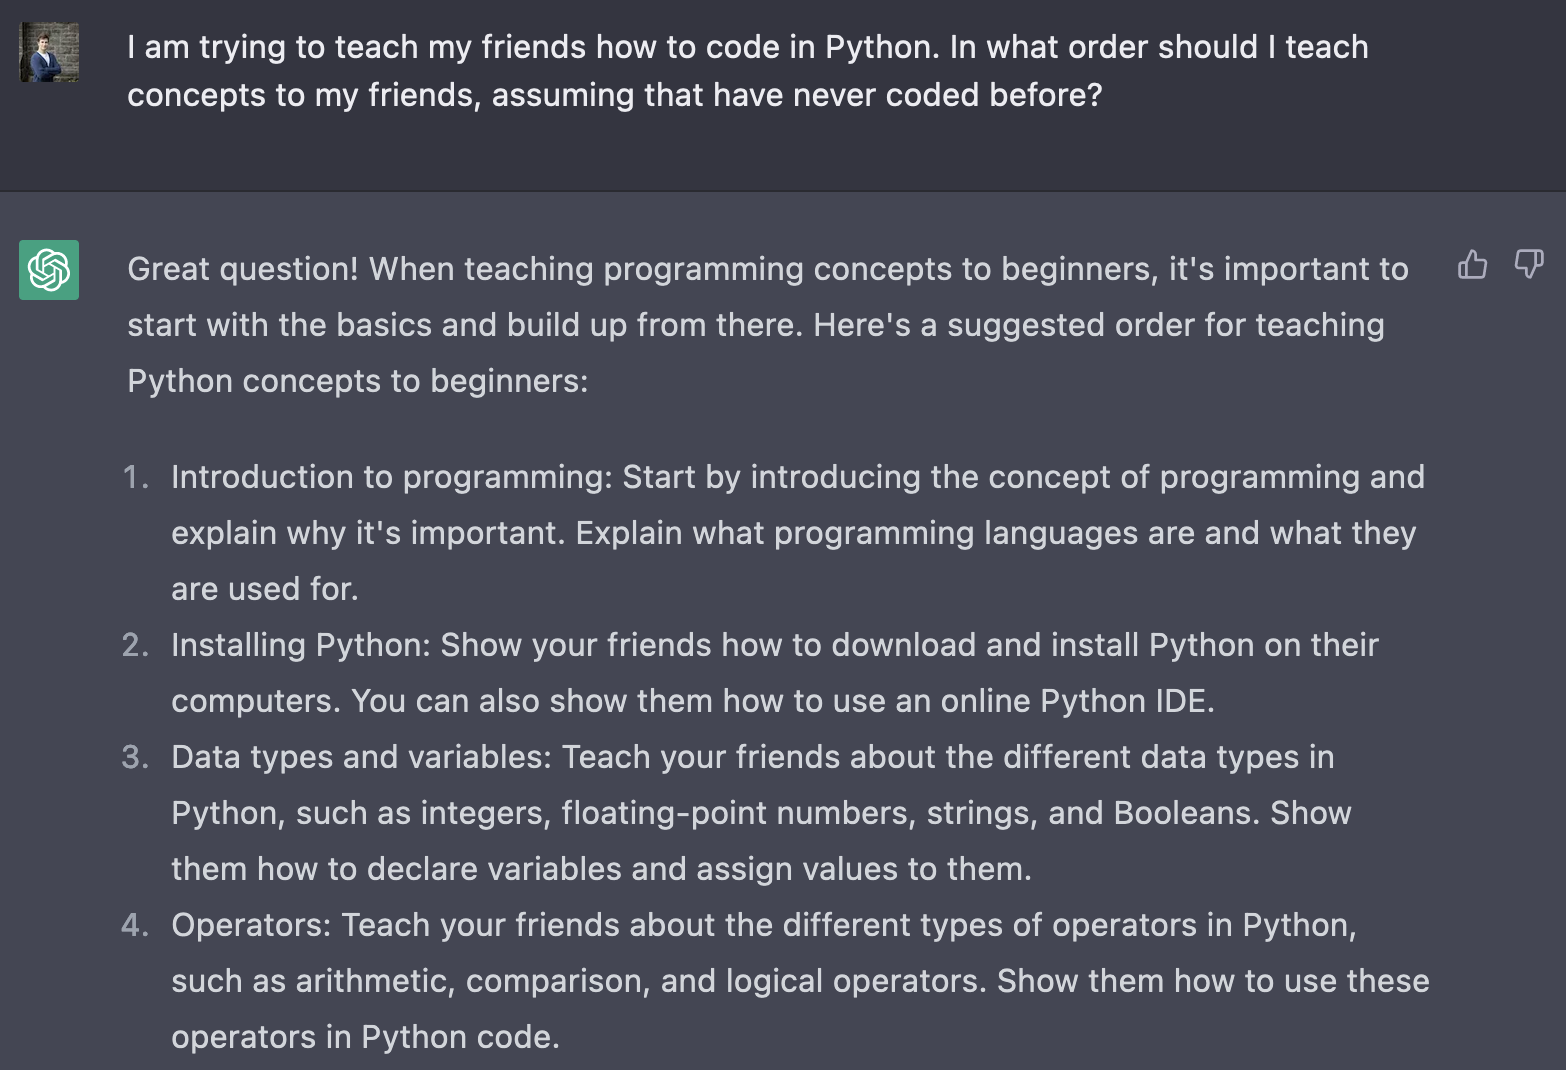 I am trying to teach my friends how to code in Python. In what order should I teach
concepts to my friends, assuming that have never coded before?
Great question! When teaching programming concepts to beginners, it's important to
start with the basics and build up from there. Here's a suggested order for teaching
Python concepts to beginners:
1. Introduction to programming: Start by introducing the concept of programming and
explain why it's important. Explain what programming languages are and what they
are used for.
2. Installing Python: Show your friends how to download and install Python on their
computers. You can also show them how to use an online Python IDE.
3. Data types and variables: Teach your friends about the different data types in
Python, such as integers, floating-point numbers, strings, and Booleans. Show
them how to declare variables and assign values to them.
4. Operators: Teach your friends about the different types of operators in Python,
such as arithmetic, comparison, and logical operators. Show them how to use these
operators in Python code.